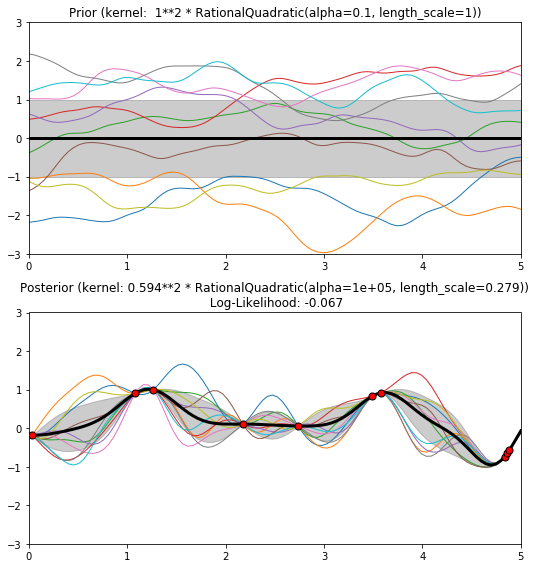 Prior (kernel:  1**2 * RationalQuadratic(alpha=0.1, length_scale=1))
3
2
1
0
−1
−2
−3
0 1 2 3 4 5
Posterior (kernel: 0.594**2 * RationalQuadratic(alpha=1e+05, length_scale=0.279))
Log-Likelihood: -0.067
3
2
1
0
−1
−2
−3
0 1 2 3 4 5